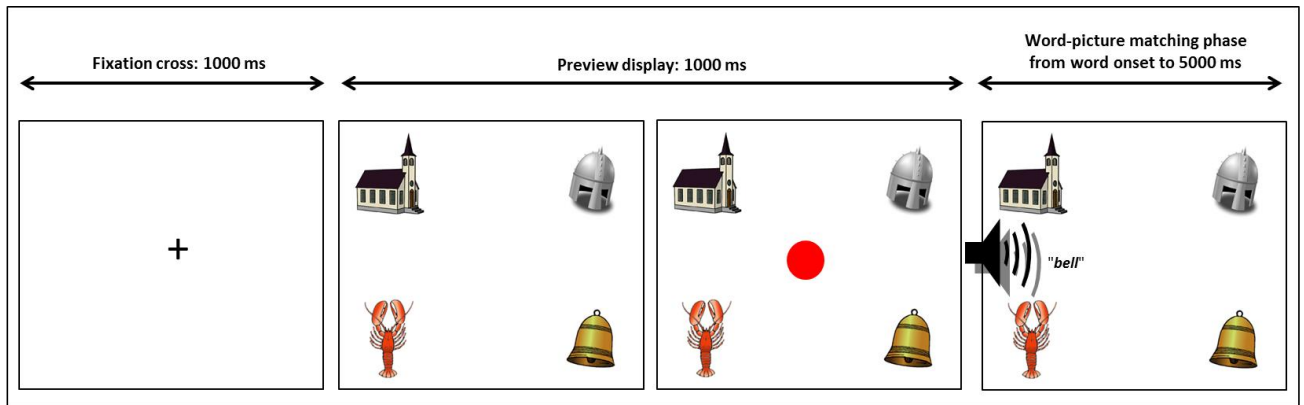 Fixation cross: 1000 ms
Preview display: 1000 ms
Word-picture matching phase
from word onset to 5000 ms
"bell"